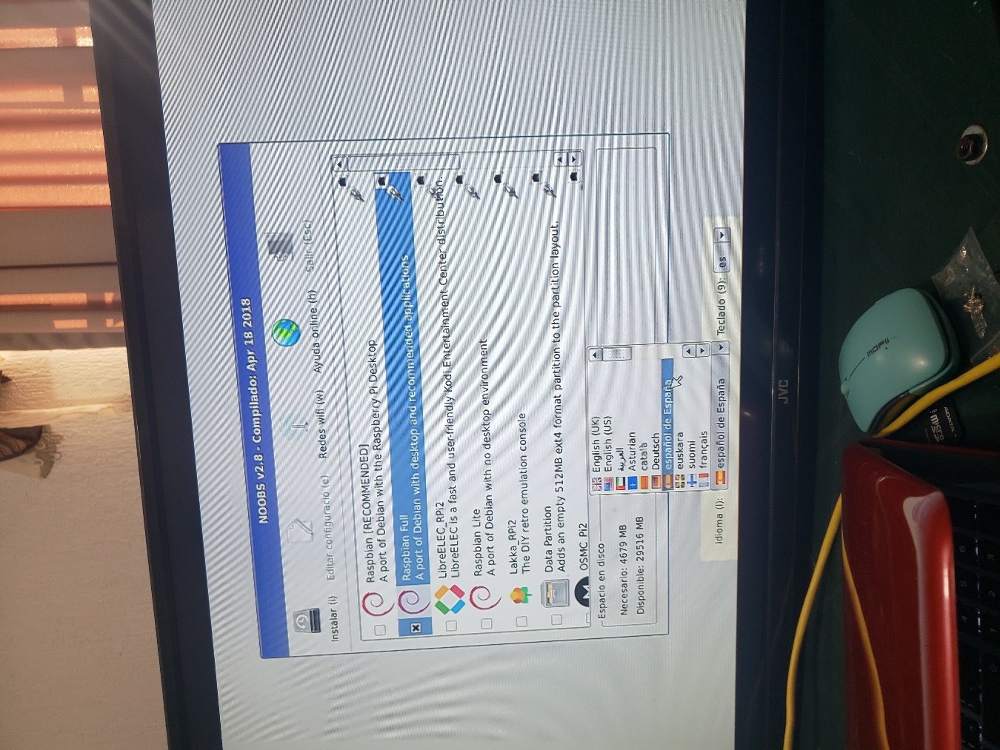 NOOBS v2.8 - Compilado: Apr 18 2018
Instalar (i)
Editar configuració (e)
Redes wifi (w)
Ayuda online (h)
Salir (Esc)
Raspbian [RECOMMENDED]
A port of Debian with the Raspberry Pi Desktop
Raspbian Full
A port of Debian with desktop and recommended applications
LibreELEC_RPi2
LibreELEC is a fast and user-friendly Kodi Entertainment Center distribution.
Raspbian Lite
A port of Debian with no desktop environment
Lakka_RPi2
The DIY retro emulation console
Data Partition
Adds an empty 512MB ext4 format partition to the partition layout.
OSMC_Pi2
Espacio en disco
Necesario: 4679 MB
Disponible: 29516 MB
English (UK)
English (US)
العربية
Asturian
català
Deutsch
español de España
euskara
suomi
français
Idioma (l):
español de España
Teclado (9):
es
JVC
ADATA
micro